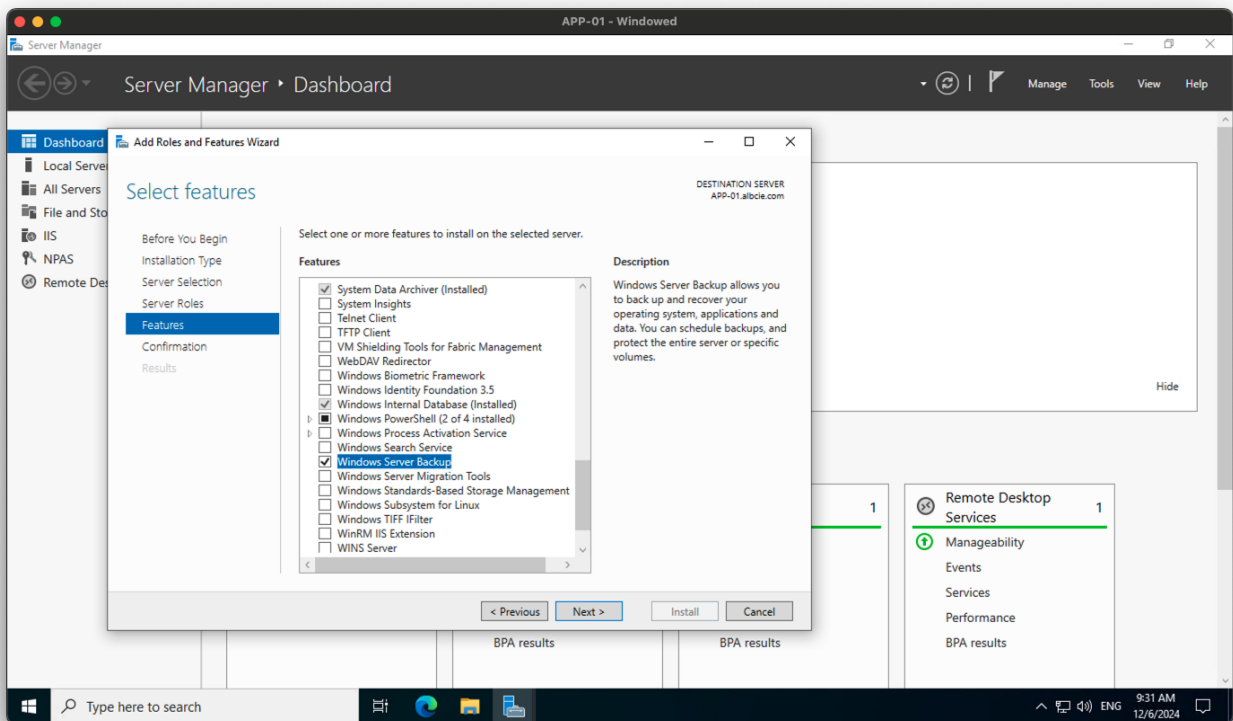 APP-01 - Windowed
Server Manager
Server Manager • Dashboard
Manage Tools View Help
Dashboard
Local Server
All Servers
File and Sto
IIS
NPAS
Remote Des
Add Roles and Features Wizard
Select features
DESTINATION SERVER
APP-01.albcie.com
Before You Begin
Installation Type
Server Selection
Server Roles
Features
Confirmation
Results
Select one or more features to install on the selected server.
Features
System Data Archiver (Installed)
System Insights
Telnet Client
TFTP Client
VM Shielding Tools for Fabric Management
WebDAV Redirector
Windows Biometric Framework
Windows Identity Foundation 3.5
Windows Internal Database (Installed)
Windows PowerShell (2 of 4 installed)
Windows Process Activation Service
Windows Search Service
Windows Server Backup
Windows Server Migration Tools
Windows Standards-Based Storage Management
Windows Subsystem for Linux
Windows TIFF IFilter
WinRM IIS Extension
WINS Server
Description
Windows Server Backup allows you
to back up and recover your
operating system, applications and
data. You can schedule backups, and
protect the entire server or specific
volumes.
< Previous
Next >
Install
Cancel
Hide
BPA results
1
BPA results
Remote Desktop
Services
1
Manageability
Events
Services
Performance
BPA results
Type here to search
ENG
9:31 AM
12/6/2024